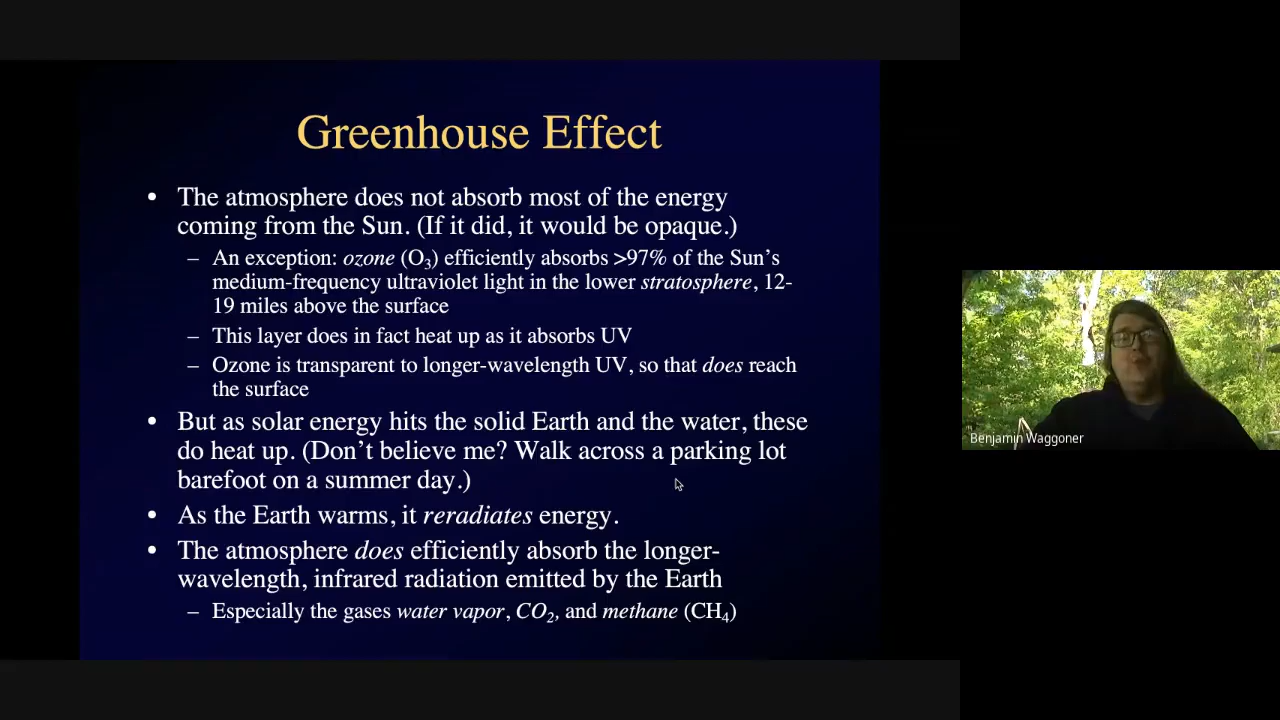 Greenhouse Effect
• The atmosphere does not absorb most of the energy
coming from the Sun. (If it did, it would be opaque.)
– An exception: ozone (O₃) efficiently absorbs >97% of the Sun’s
medium-frequency ultraviolet light in the lower stratosphere, 12-
19 miles above the surface
– This layer does in fact heat up as it absorbs UV
– Ozone is transparent to longer-wavelength UV, so that does reach
the surface
• But as solar energy hits the solid Earth and the water, these
do heat up. (Don’t believe me? Walk across a parking lot
barefoot on a summer day.)
• As the Earth warms, it reradiates energy.
• The atmosphere does efficiently absorb the longer-
wavelength, infrared radiation emitted by the Earth
– Especially the gases water vapor, CO₂, and methane (CH₄)
Benjamin Waggoner